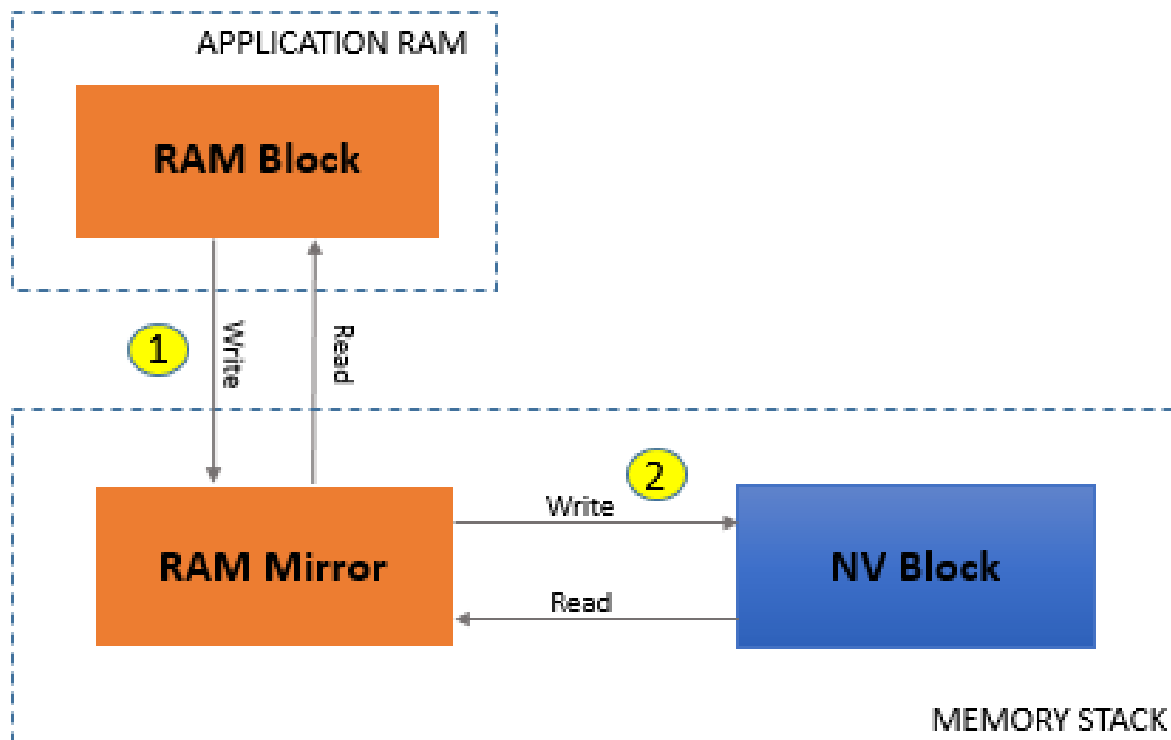 APPLICATION RAM
RAM Block
1
Write
Read
2
Write
RAM Mirror
NV Block
Read
MEMORY STACK